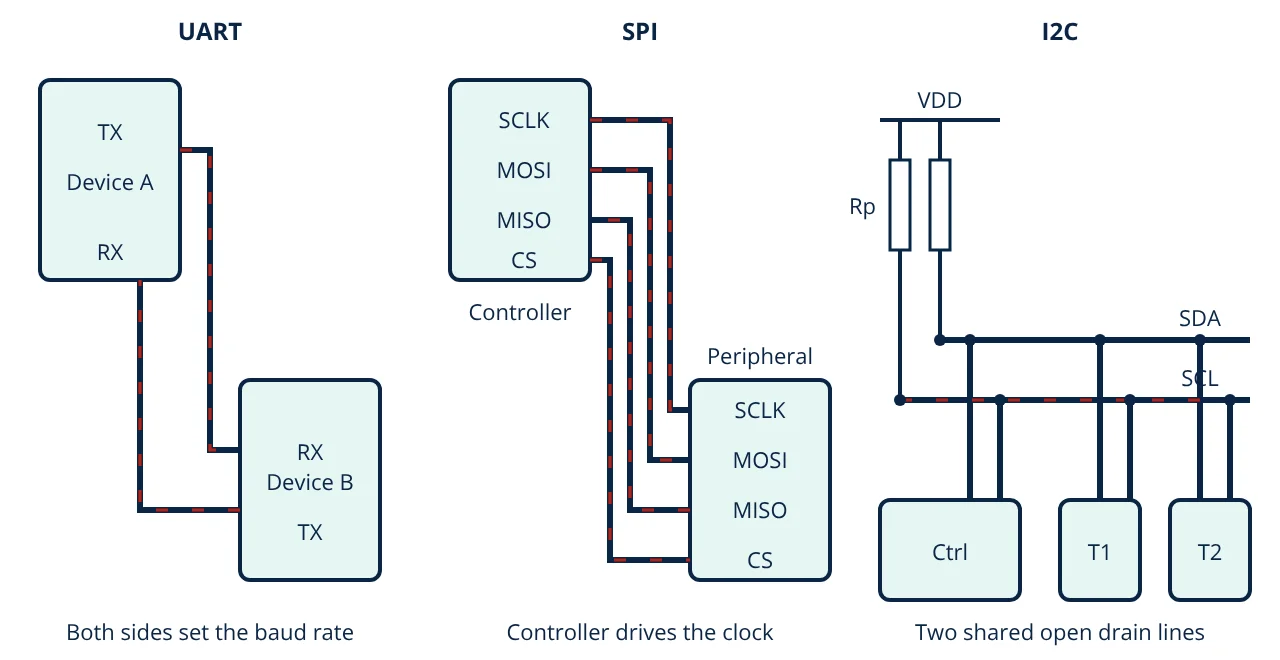 UART
TX
Device A
RX
RX
Device B
TX
Both sides set the baud rate
SPI
SCLK
MOSI
MISO
CS
Controller
Peripheral
SCLK
MOSI
MISO
CS
Controller drives the clock
I2C
VDD
Rp
SDA
SCL
Ctrl
T1
T2
Two shared open drain lines